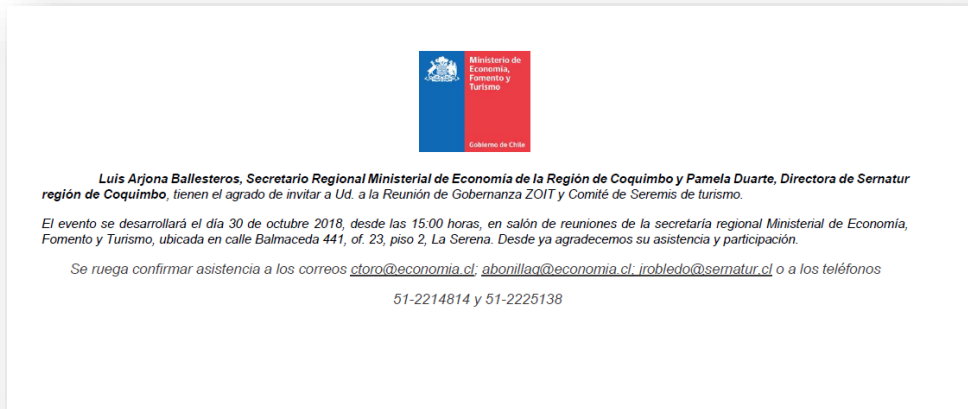 Ministerio de
Economía,
Fomento y
Turismo
Gobierno de Chile
Luis Arjona Ballesteros, Secretario Regional Ministerial de Economía de la Región de Coquimbo y Pamela Duarte, Directora de Sernatur
región de Coquimbo, tienen el agrado de invitar a Ud. a la Reunión de Gobernanza ZOIT y Comité de Seremis de turismo.
El evento se desarrollará el día 30 de octubre 2018, desde las 15:00 horas, en salón de reuniones de la secretaría regional Ministerial de Economía,
Fomento y Turismo, ubicada en calle Balmaceda 441, of. 23, piso 2, La Serena. Desde ya agradecemos su asistencia y participación.
Se ruega confirmar asistencia a los correos ctoro@economia.cl; abonillag@economia.cl; jrobledo@sernatur.cl o a los teléfonos
51-2214814 y 51-2225138